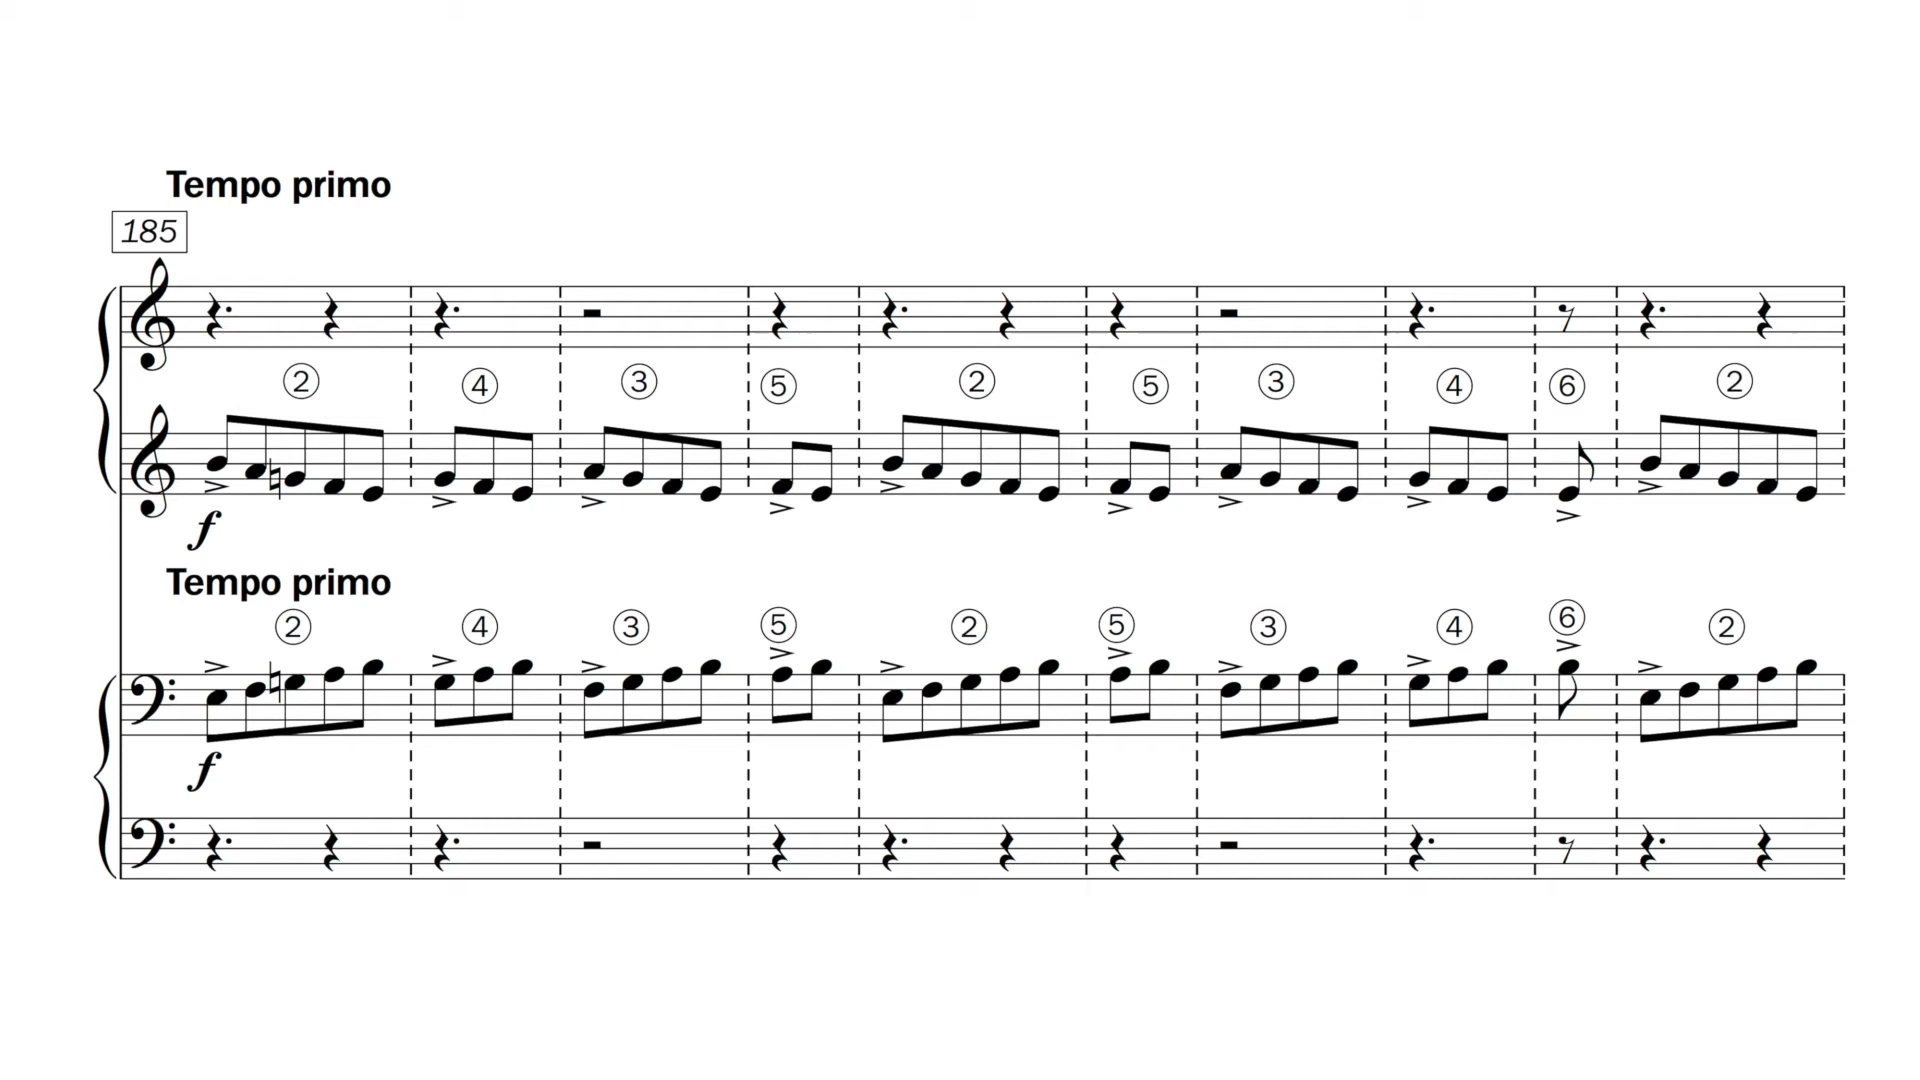 Tempo primo
185
② ④ ③ ⑤ ② ⑤ ③ ④ ⑥ ②
f
Tempo primo
② ④ ③ ⑤ ② ⑤ ③ ④ ⑥ ②
f